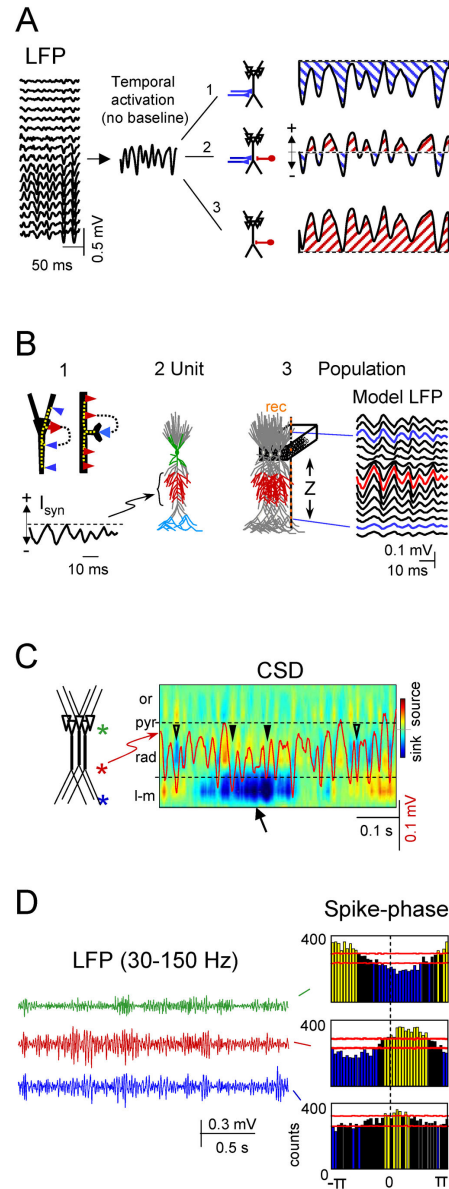 A
LFP
Temporal
activation
(no baseline)
1
2
3
+
-
50 ms
0.5 mV
B
1
2 Unit
3 Population
rec
Model LFP
+
-
Isyn
10 ms
Z
0.1 mV
10 ms
C
CSD
or
pyr
rad
l-m
*
*
*
sink source
0.1 s
0.1 mV
D
Spike-phase
LFP (30-150 Hz)
400
0
400
0
400
0
counts
0.3 mV
0.5 s
-π 0 π